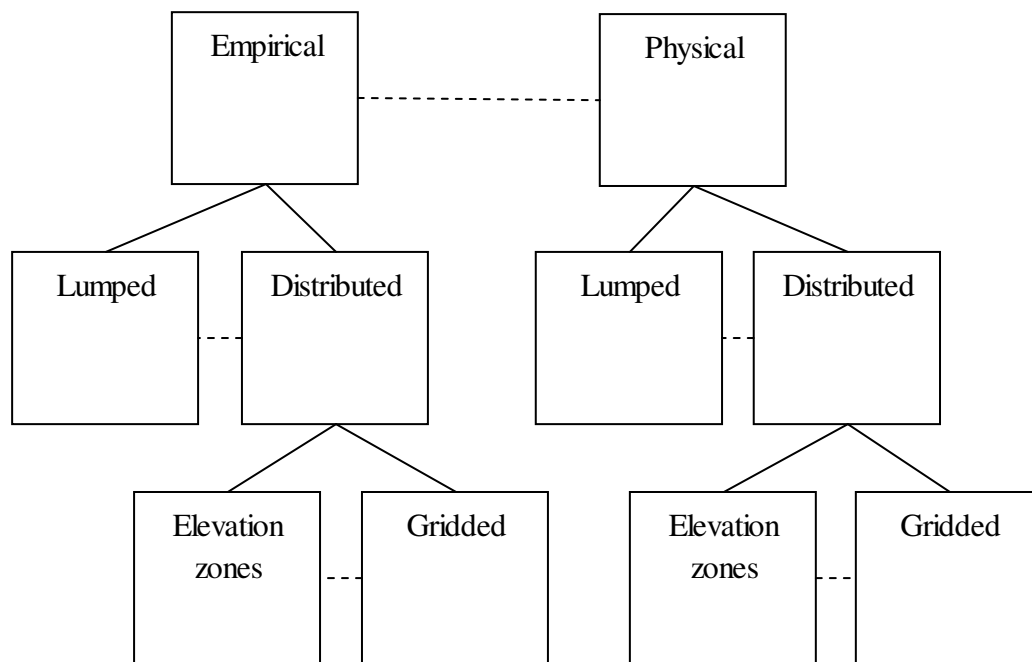 Empirical
Physical
Lumped
Distributed
Lumped
Distributed
Elevation
zones
Gridded
Elevation
zones
Gridded